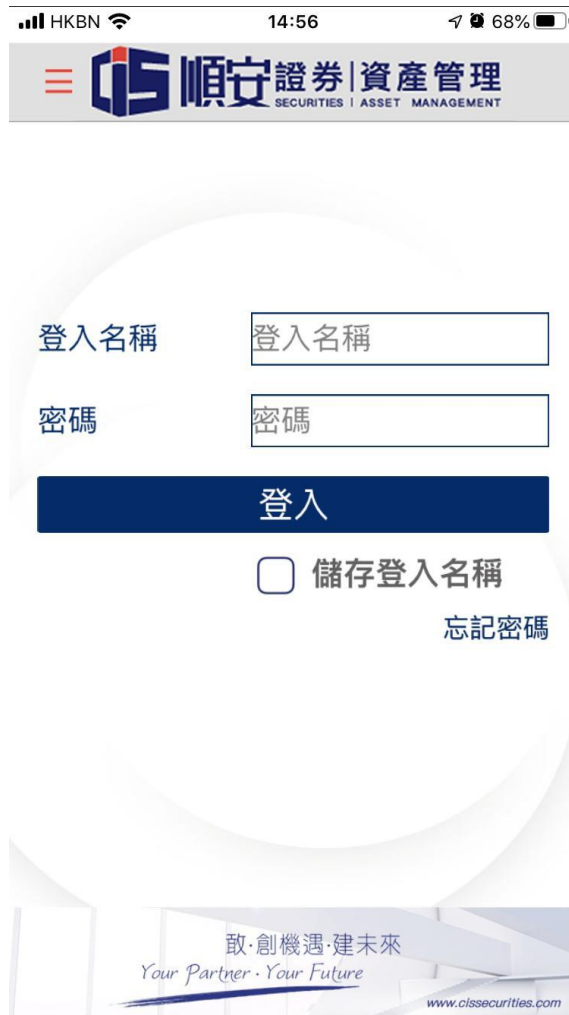 HKBN 14:56 68%
CIS 順安證券|資產管理
SECURITIES | ASSET MANAGEMENT
登入名稱 登入名稱
密碼 密碼
登入
儲存登入名稱
忘記密碼
敢·創機遇·建未來
Your Partner · Your Future
www.cissecurities.com